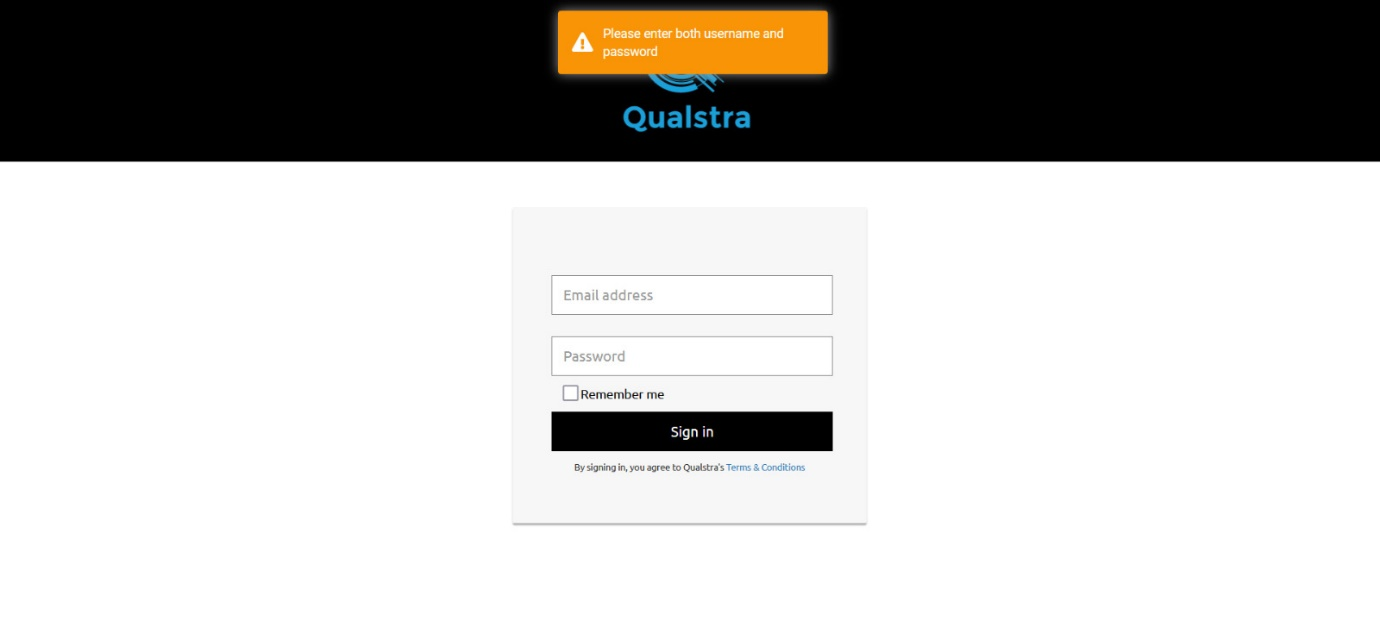 Please enter both username and
password
Qualstra
Email address
Password
Remember me
Sign in
By signing in, you agree to Qualstra's Terms & Conditions